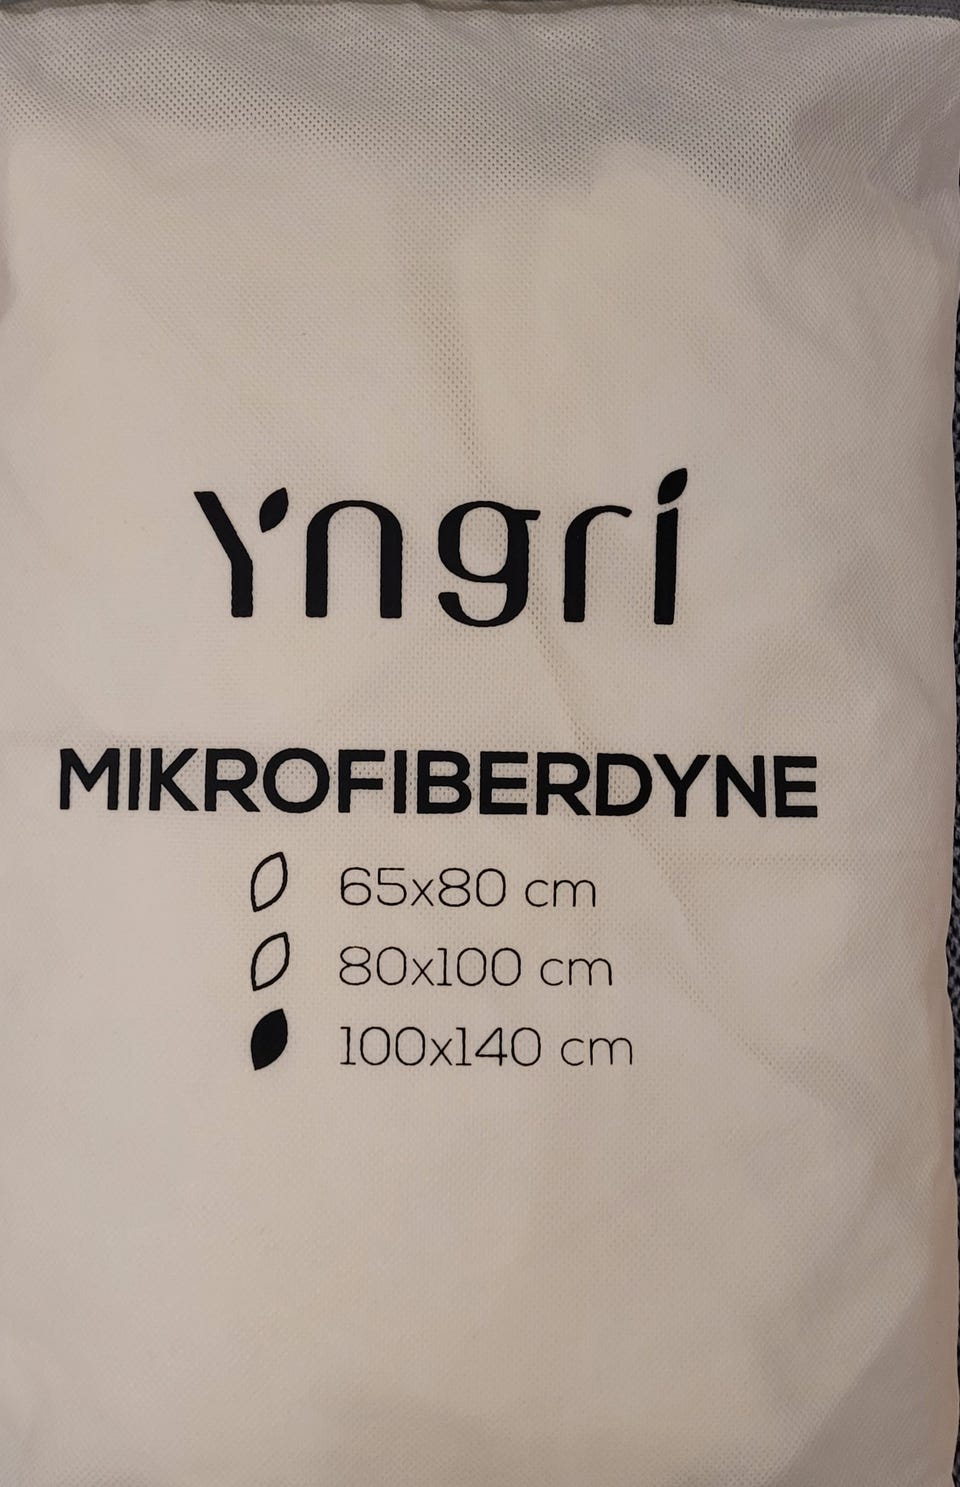 Yngri
MIKROFIBERDYNE
65x80 cm
80x100 cm
100x140 cm